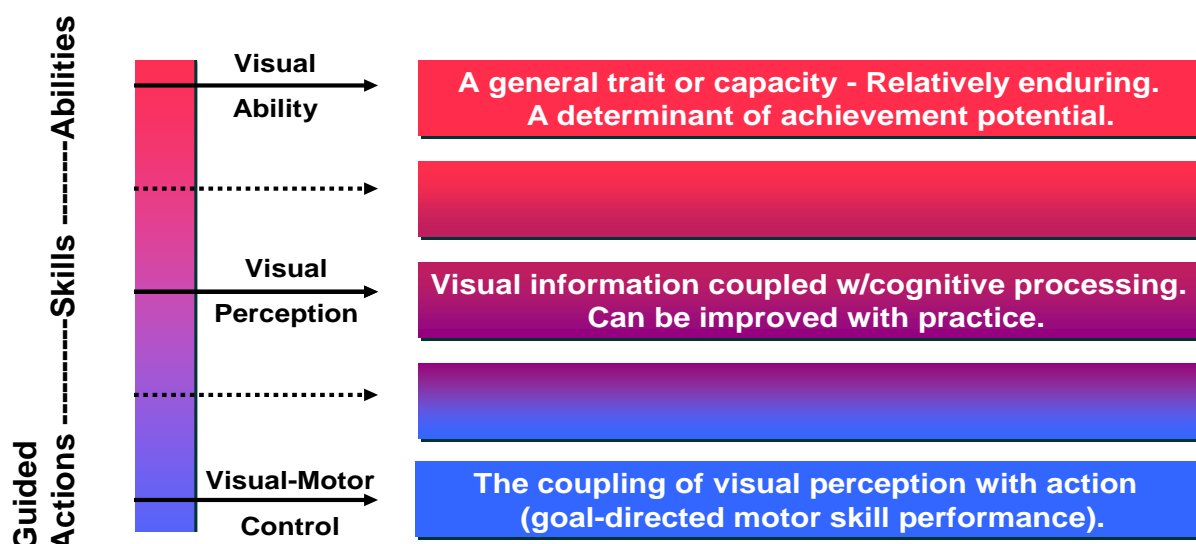 Guided
Actions -----------Skills --------Abilities
Visual
Ability
A general trait or capacity - Relatively enduring.
A determinant of achievement potential.
Visual
Perception
Visual information coupled w/cognitive processing.
Can be improved with practice.
Visual-Motor
Control
The coupling of visual perception with action
(goal-directed motor skill performance).